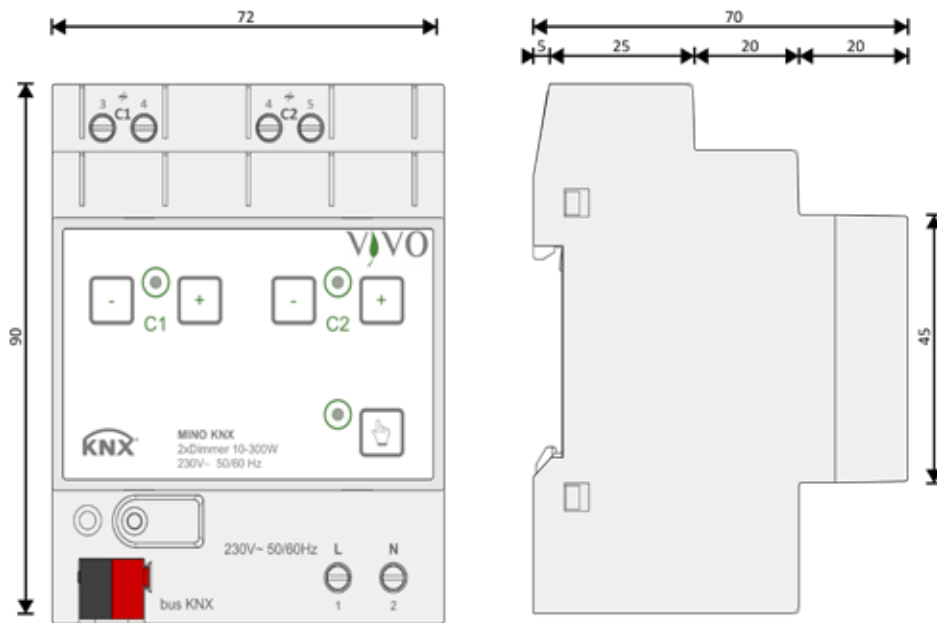 72
70
5 25 20 20
3 4 4 5
C1 C2
VIVO
- + - +
C1 C2
90
45
KNX
MINO KNX
2xDimmer 10-300W
230V~ 50/60 Hz
230V~ 50/60Hz L N
bus KNX 1 2